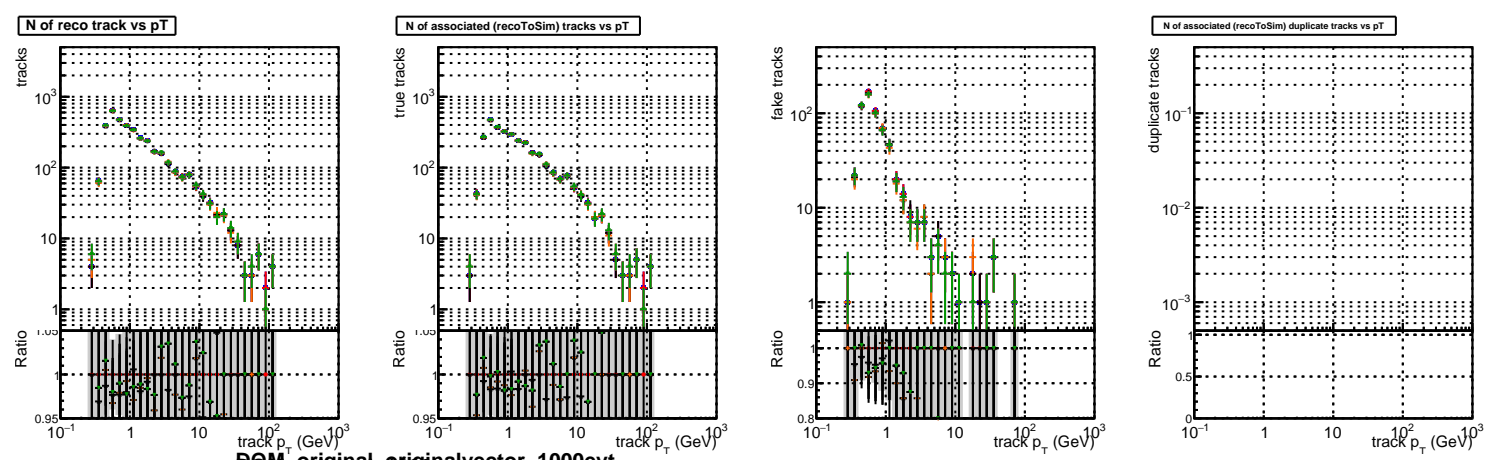 N of reco track vs pT
tracks
10³
10²
10
1
Ratio
1.05
1
0.95
10⁻¹ 1 10 10² 10³
track p_T (GeV)
N of associated (recoToSim) tracks vs pT
true tracks
10³
10²
10
1
Ratio
1.05
1
0.95
10⁻¹ 1 10 10² 10³
track p_T (GeV)
fake tracks
10²
10
1
Ratio
1
0.9
0.8
10⁻¹ 1 10 10² 10³
track p_T (GeV)
N of associated (recoToSim) duplicate tracks vs pT
duplicate tracks
10⁻¹
10⁻²
10⁻³
Ratio
1
0.5
0
10⁻¹ 1 10 10² 10³
track p_T (GeV)
original originalvector 1000evt